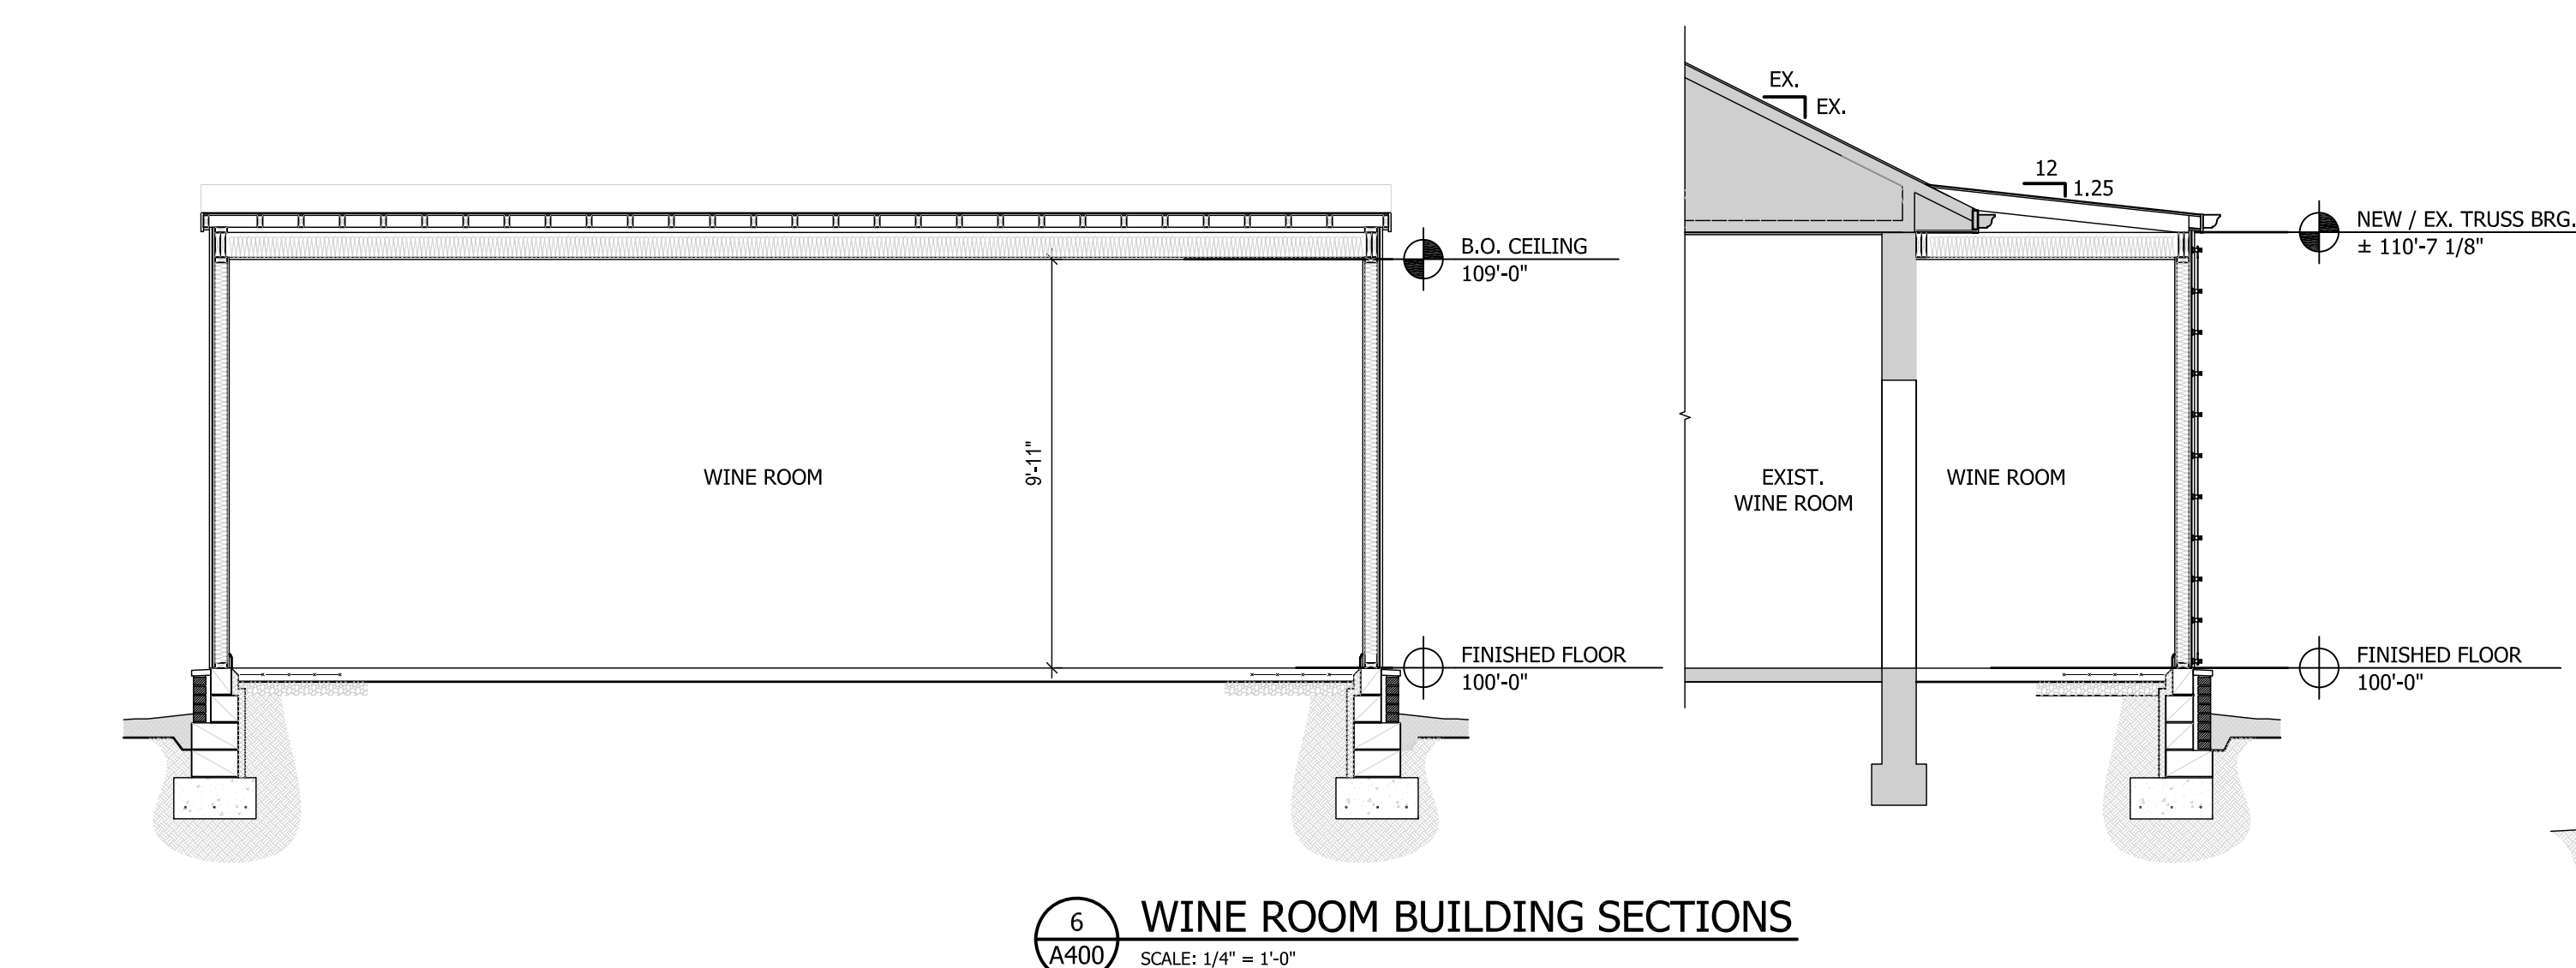 EX.
EX.
12
1.25
NEW / EX. TRUSS BRG.
± 110'-7 1/8"
B.O. CEILING
109'-0"
9'-11"
WINE ROOM
EXIST.
WINE ROOM
WINE ROOM
FINISHED FLOOR
100'-0"
FINISHED FLOOR
100'-0"
6
A400
WINE ROOM BUILDING SECTIONS
SCALE: 1/4" = 1'-0"